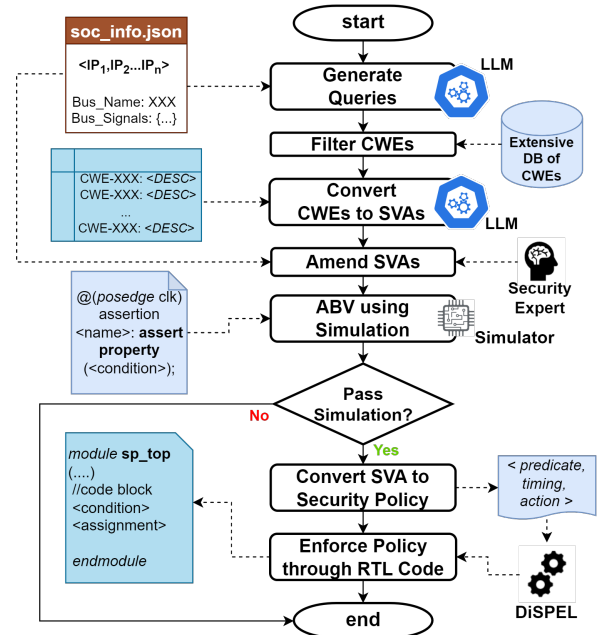 start
soc_info.json
<IP1,IP2...IPn>
Bus_Name: XXX
Bus_Signals: {...}
Generate
Queries
LLM
Filter CWEs
Extensive
DB of
CWEs
CWE-XXX: <DESC>
CWE-XXX: <DESC>
...
CWE-XXX: <DESC>
Convert
CWEs to SVAs
LLM
Amend SVAs
Security
Expert
@(posedge clk)
assertion
<name>: assert
property
(<condition>);
ABV using
Simulation
Simulator
Pass
Simulation?
No
Yes
module sp_top
(....)
//code block
<condition>
<assignment>
endmodule
Convert SVA to
Security Policy
< predicate,
timing,
action >
Enforce Policy
through RTL Code
DiSPEL
end